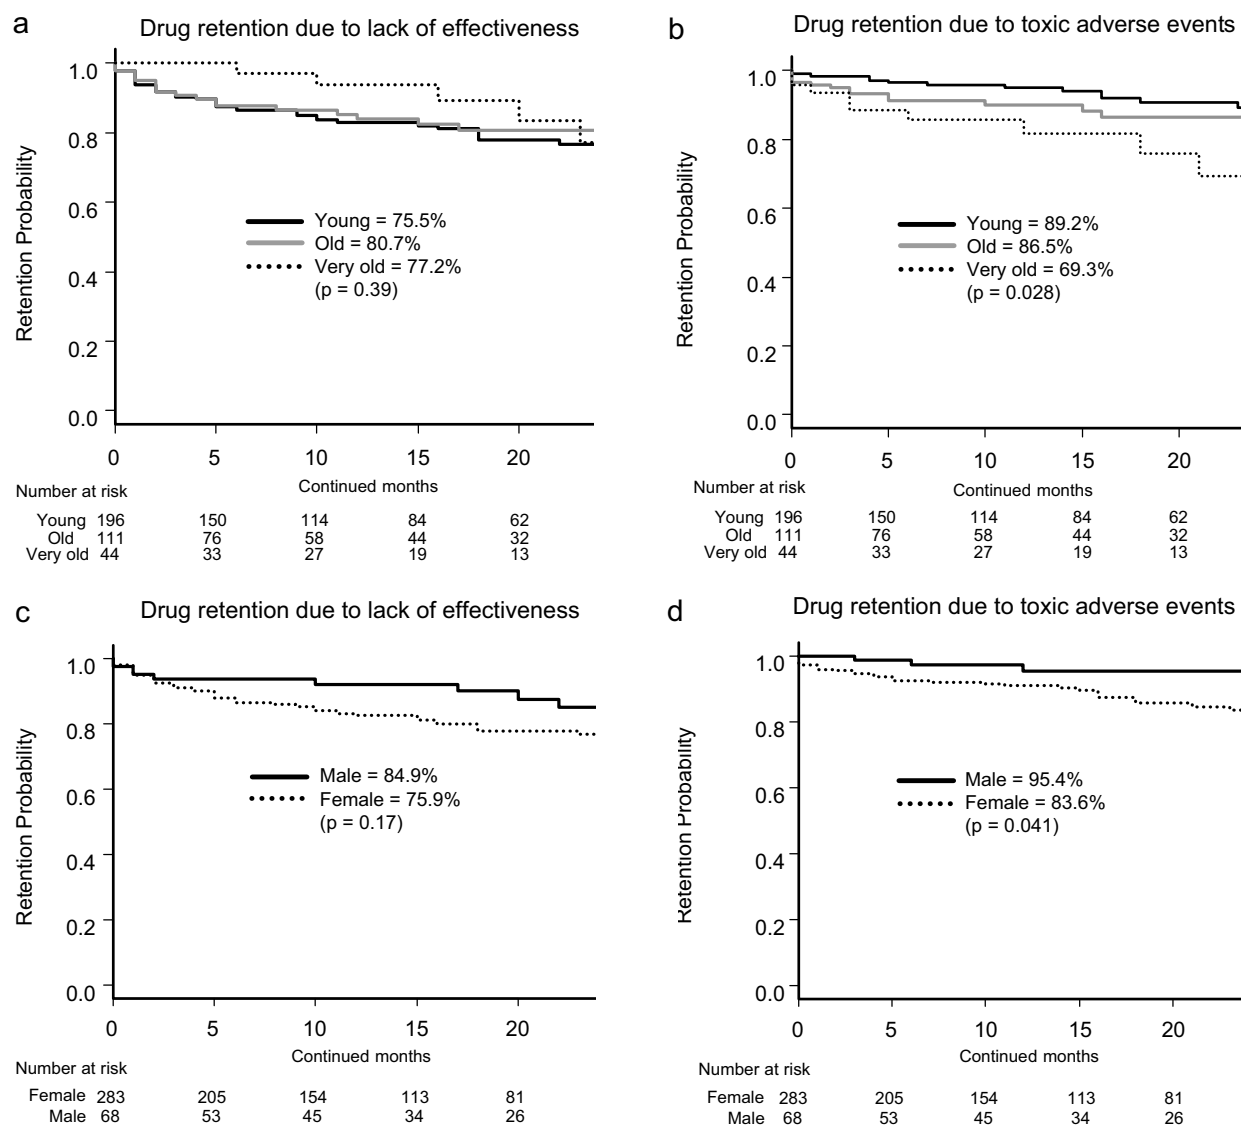 a
Drug retention due to lack of effectiveness
Retention Probability
1.0
0.8
0.6
0.4
0.2
0.0
Young = 75.5%
Old = 80.7%
Very old = 77.2%
(p = 0.39)
0 5 10 15 20
Continued months
Number at risk
Young 196 150 114 84 62
Old 111 76 58 44 32
Very old 44 33 27 19 13
b
Drug retention due to toxic adverse events
Retention Probability
1.0
0.8
0.6
0.4
0.2
0.0
Young = 89.2%
Old = 86.5%
Very old = 69.3%
(p = 0.028)
0 5 10 15 20
Continued months
Number at risk
Young 196 150 114 84 62
Old 111 76 58 44 32
Very old 44 33 27 19 13
c
Drug retention due to lack of effectiveness
Retention Probability
1.0
0.8
0.6
0.4
0.2
0.0
Male = 84.9%
Female = 75.9%
(p = 0.17)
0 5 10 15 20
Continued months
Number at risk
Female 283 205 154 113 81
Male 68 53 45 34 26
d
Drug retention due to toxic adverse events
Retention Probability
1.0
0.8
0.6
0.4
0.2
0.0
Male = 95.4%
Female = 83.6%
(p = 0.041)
0 5 10 15 20
Continued months
Number at risk
Female 283 205 154 113 81
Male 68 53 45 34 26